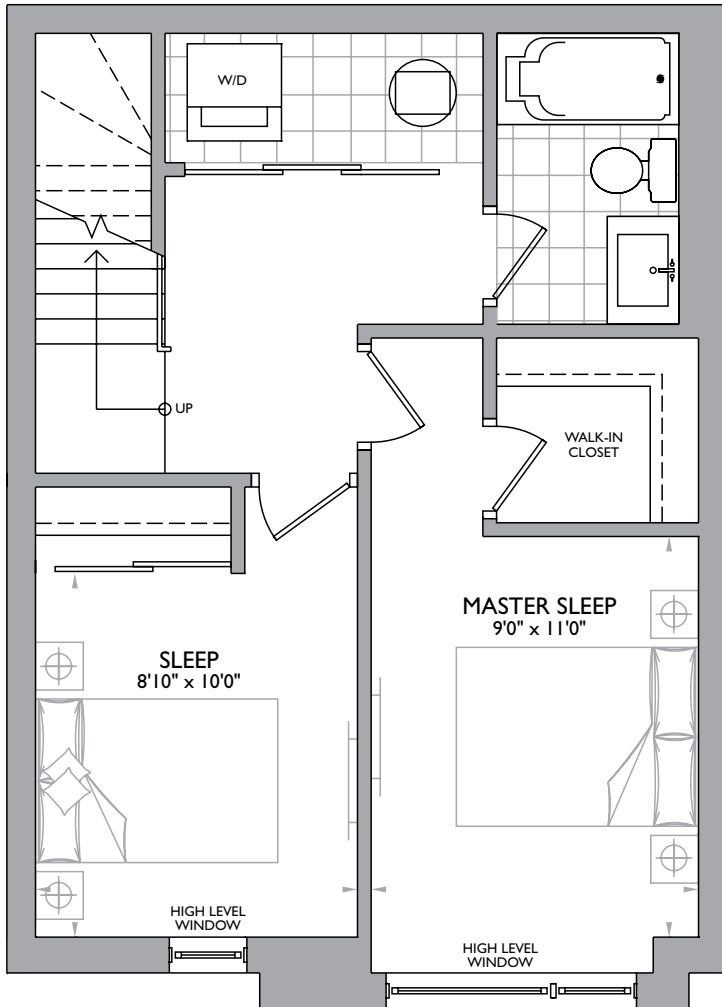 W/D
UP
WALK-IN
CLOSET
MASTER SLEEP
9'0" x 11'0"
SLEEP
8'10" x 10'0"
HIGH LEVEL
WINDOW
HIGH LEVEL
WINDOW